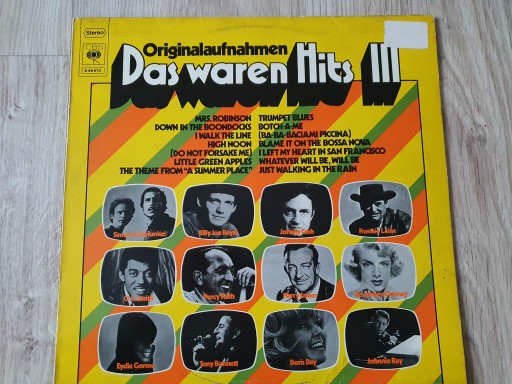 Stereo
CBS
Originalaufnahmen
Das waren Hits III
MRS. ROBINSON
DOWN IN THE BOONDOCKS
I WALK THE LINE
HIGH NOON
(DO NOT FORSAKE ME)
LITTLE GREEN APPLES
THE THEME FROM "A SUMMER PLACE"
TRUMPET BLUES
BOTCH-A-ME
(BA-BA-BACIAMI PICCINA)
BLAME IT ON THE BOSSA NOVA
I LEFT MY HEART IN SAN FRANCISCO
WHATEVER WILL BE, WILL BE
JUST WALKING IN THE RAIN
Billy Joe Royal
Johnny Cash
Frankie Laine
Percy Faith
Harry James
Eydie Gorme
Tony Bennett
Doris Day
Johnnie Ray